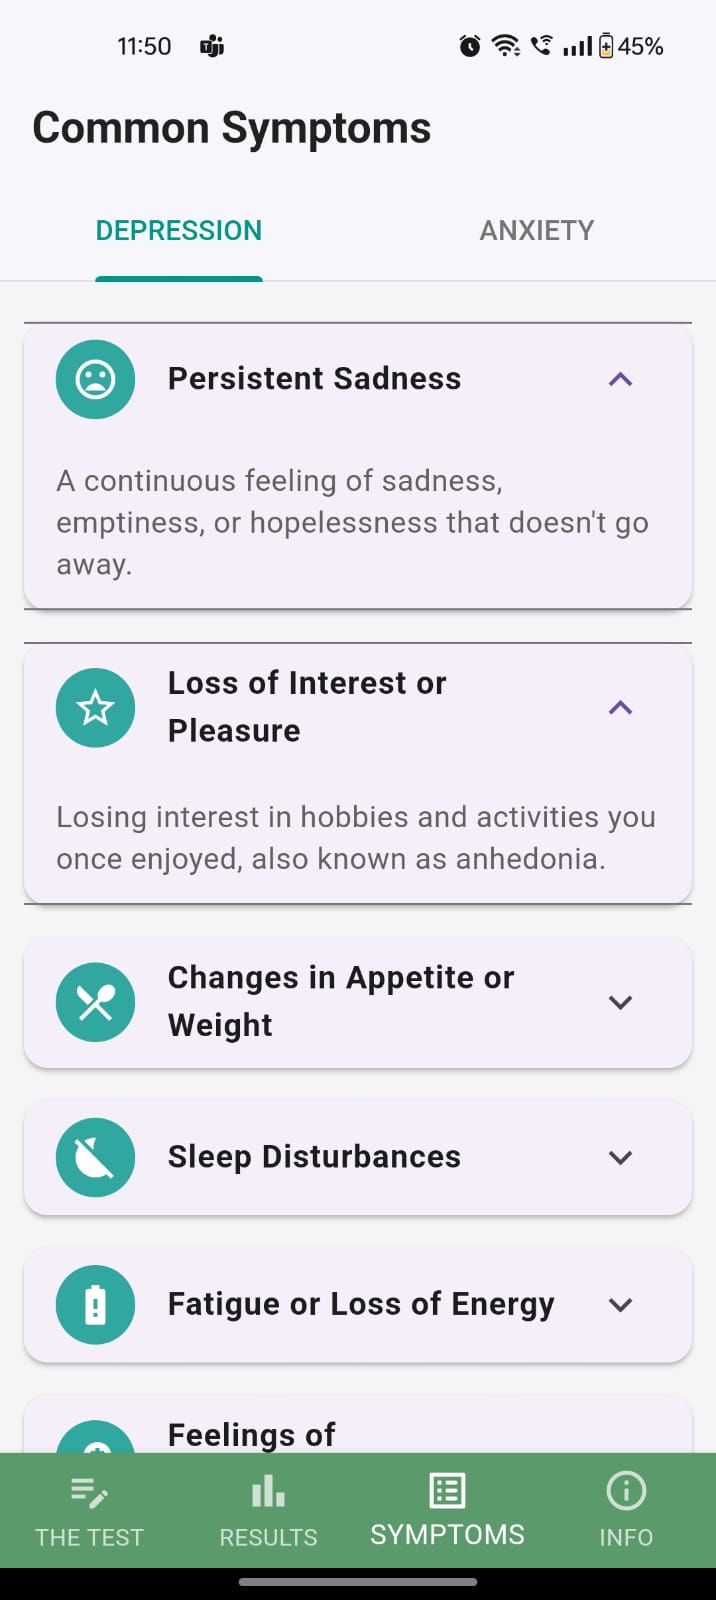 11:50
45%
Common Symptoms
DEPRESSION
ANXIETY
Persistent Sadness
A continuous feeling of sadness,
emptiness, or hopelessness that doesn't go
away.
Loss of Interest or
Pleasure
Losing interest in hobbies and activities you
once enjoyed, also known as anhedonia.
Changes in Appetite or
Weight
Sleep Disturbances
Fatigue or Loss of Energy
Feelings of
THE TEST
RESULTS
SYMPTOMS
INFO